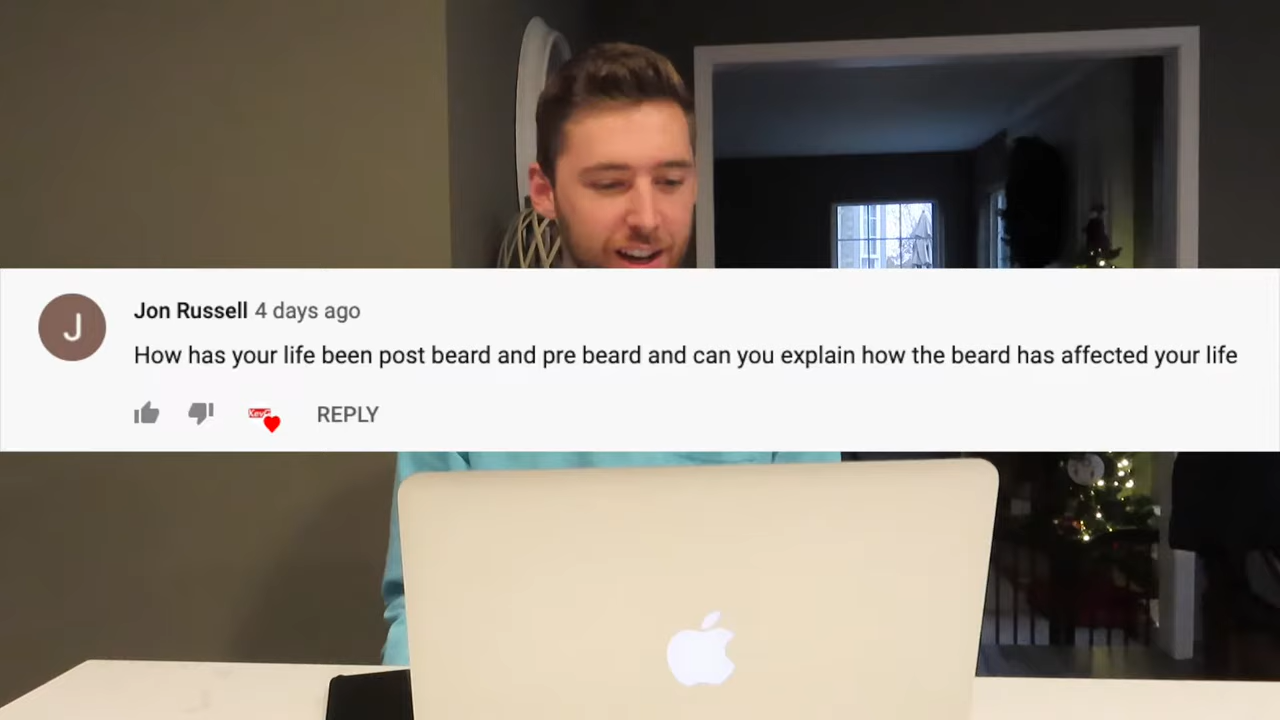 Jon Russell 4 days ago
How has your life been post beard and pre beard and can you explain how the beard has affected your life
REPLY
J